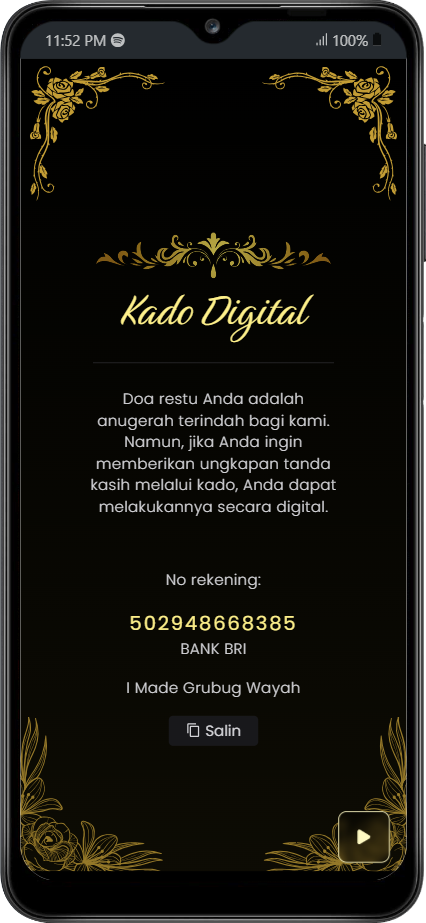 11:52 PM
100%
Kado Digital
Doa restu Anda adalah
anugerah terindah bagi kami.
Namun, jika Anda ingin
memberikan ungkapan tanda
kasih melalui kado, Anda dapat
melakukannya secara digital.
No rekening:
502948668385
BANK BRI
I Made Grubug Wayah
Salin